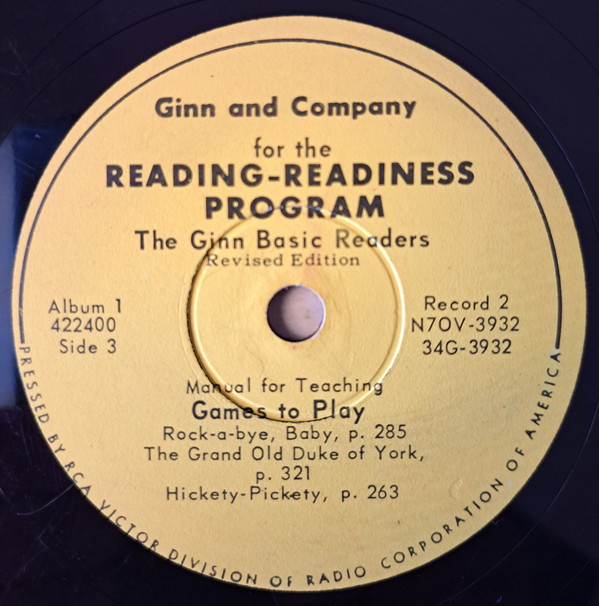 Ginn and Company
for the
READING-READINESS
PROGRAM
The Ginn Basic Readers
Revised Edition
Album 1
422400
Side 3
Record 2
N7OV-3932
34G-3932
Manual for Teaching
Games to Play
Rock-a-bye, Baby, p. 285
The Grand Old Duke of York,
p. 321
Hickety-Pickety, p. 263
PRESSED BY RCA VICTOR DIVISION OF RADIO CORPORATION OF AMERICA